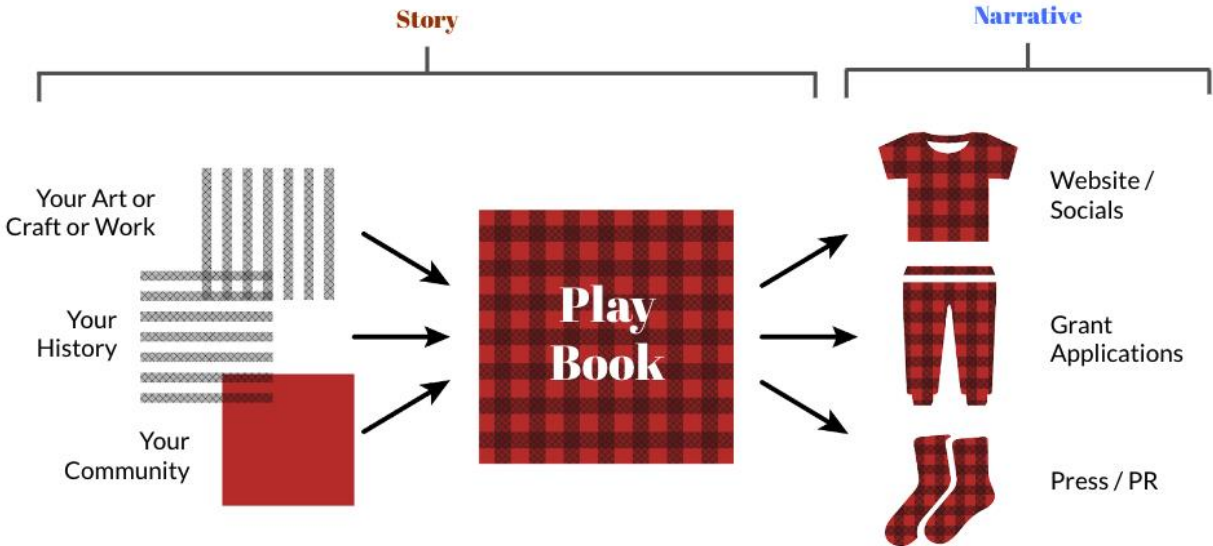 Story
Narrative
Your Art or
Craft or Work
Your
History
Your
Community
Play
Book
Website /
Socials
Grant
Applications
Press / PR